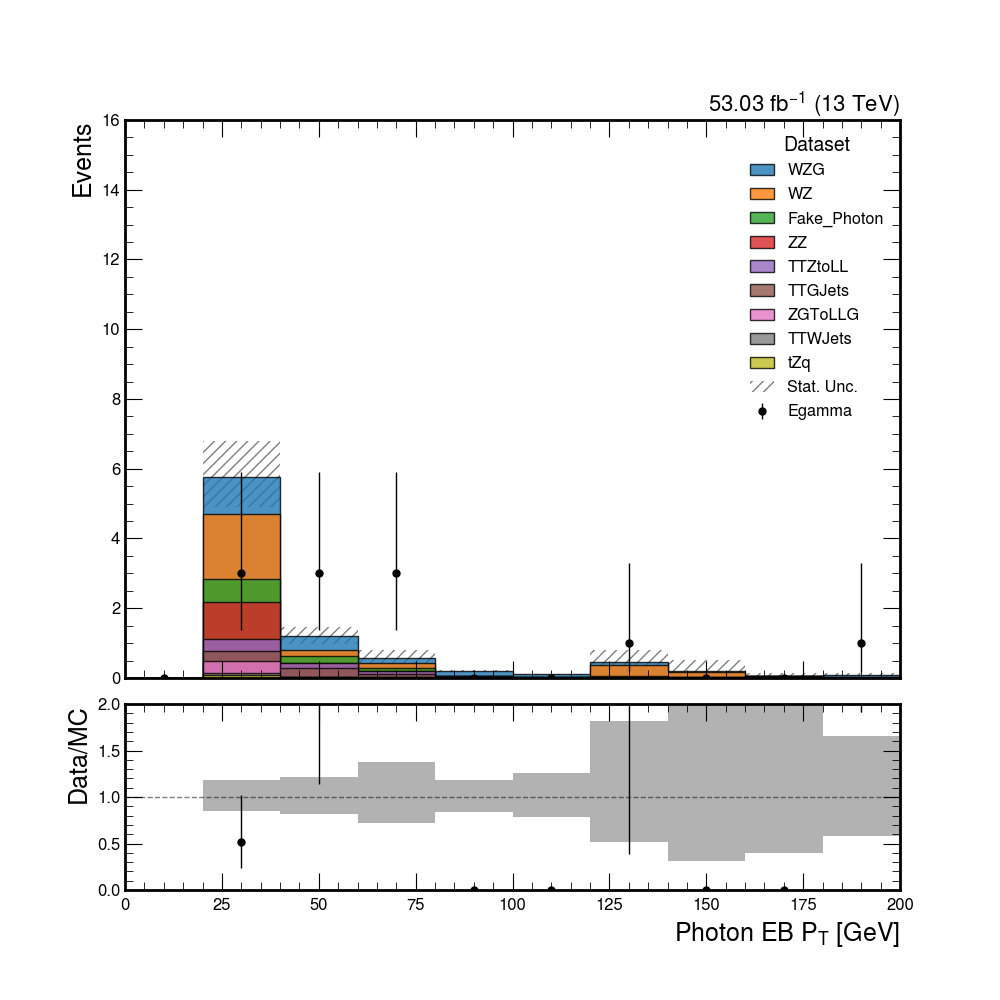 53.03 fb⁻¹ (13 TeV)
Events
16
14
12
10
8
6
4
2
0
Dataset
WZG
WZ
Fake_Photon
ZZ
TTZtoLL
TTGJets
ZGToLLG
TTWJets
tZq
Stat. Unc.
Egamma
Data/MC
2.0
1.5
1.0
0.5
0.0
0 25 50 75 100 125 150 175 200
Photon EB P_T [GeV]